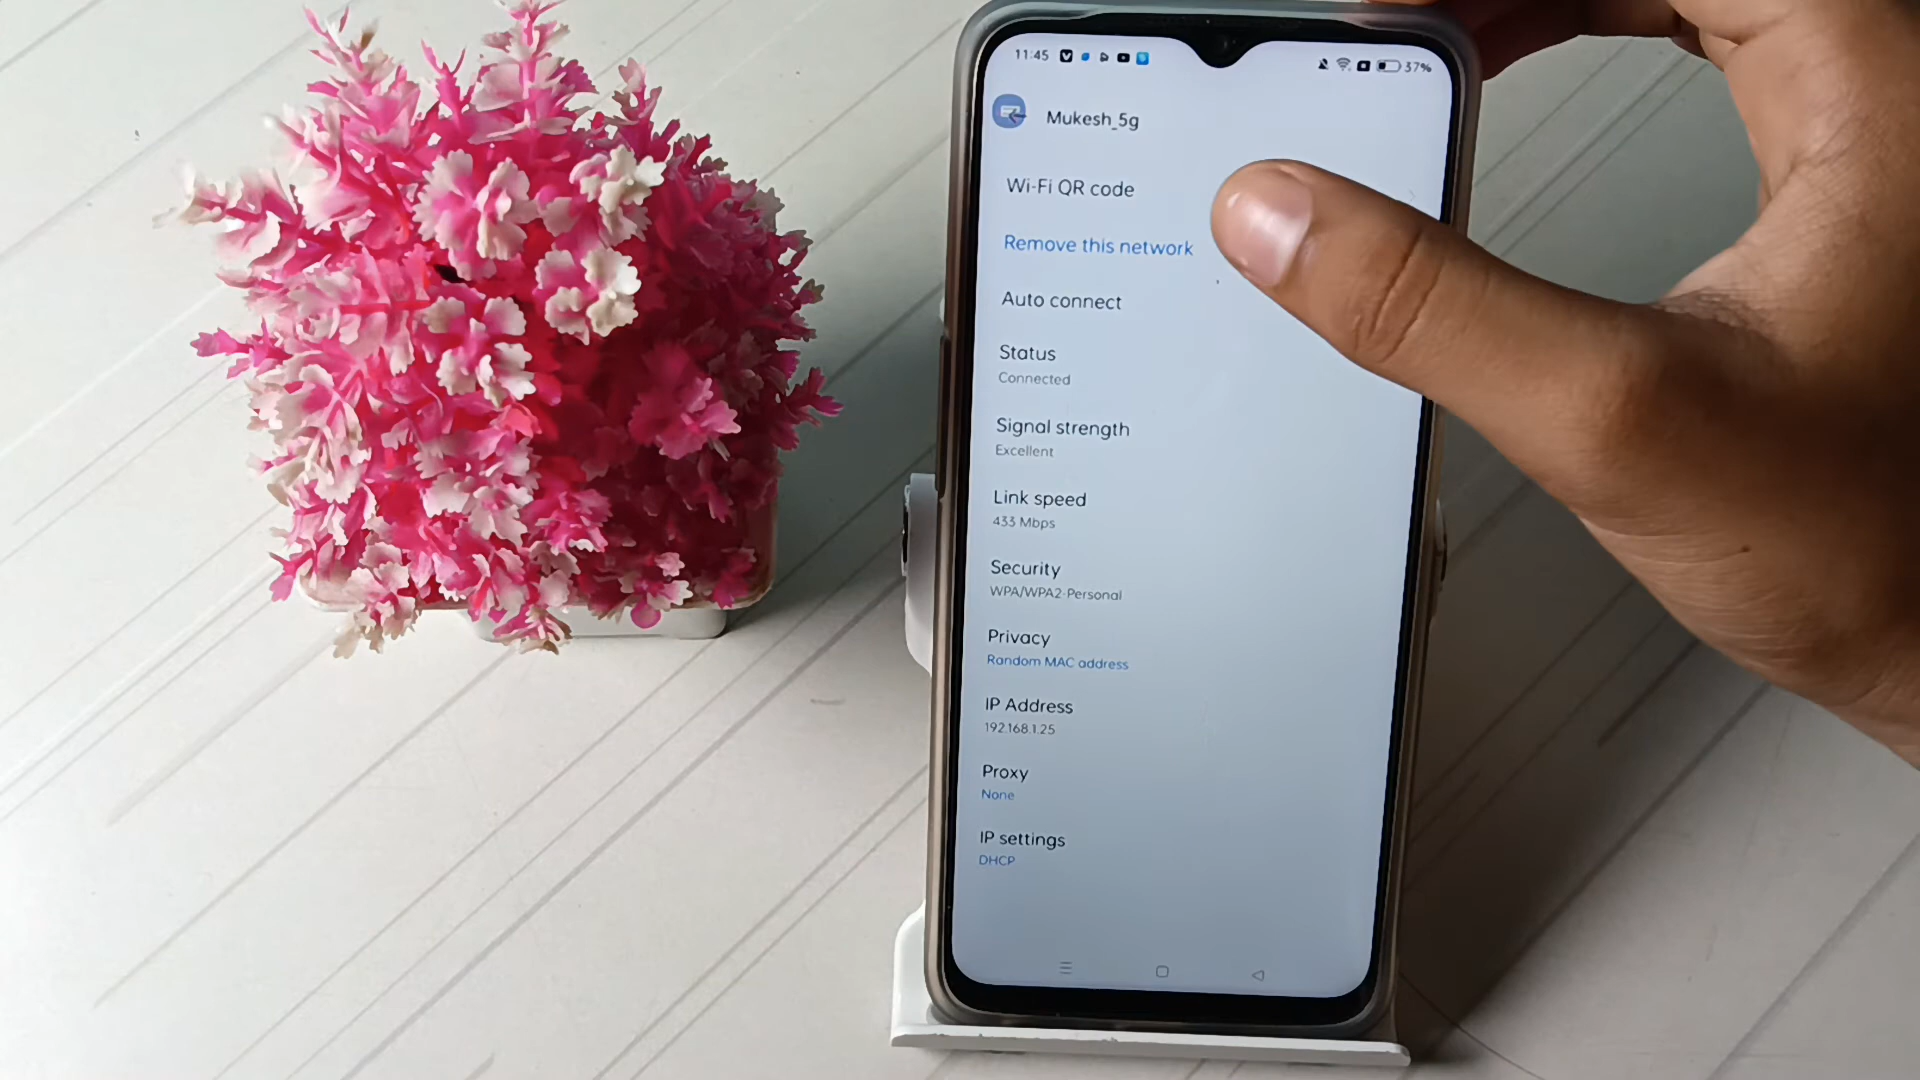 11:45
37%
Mukesh_5g
Wi-Fi QR code
Remove this network
Auto connect
Status
Connected
Signal strength
Excellent
Link speed
433 Mbps
Security
WPA/WPA2-Personal
Privacy
Random MAC address
IP Address
192.168.1.25
Proxy
None
IP settings
DHCP